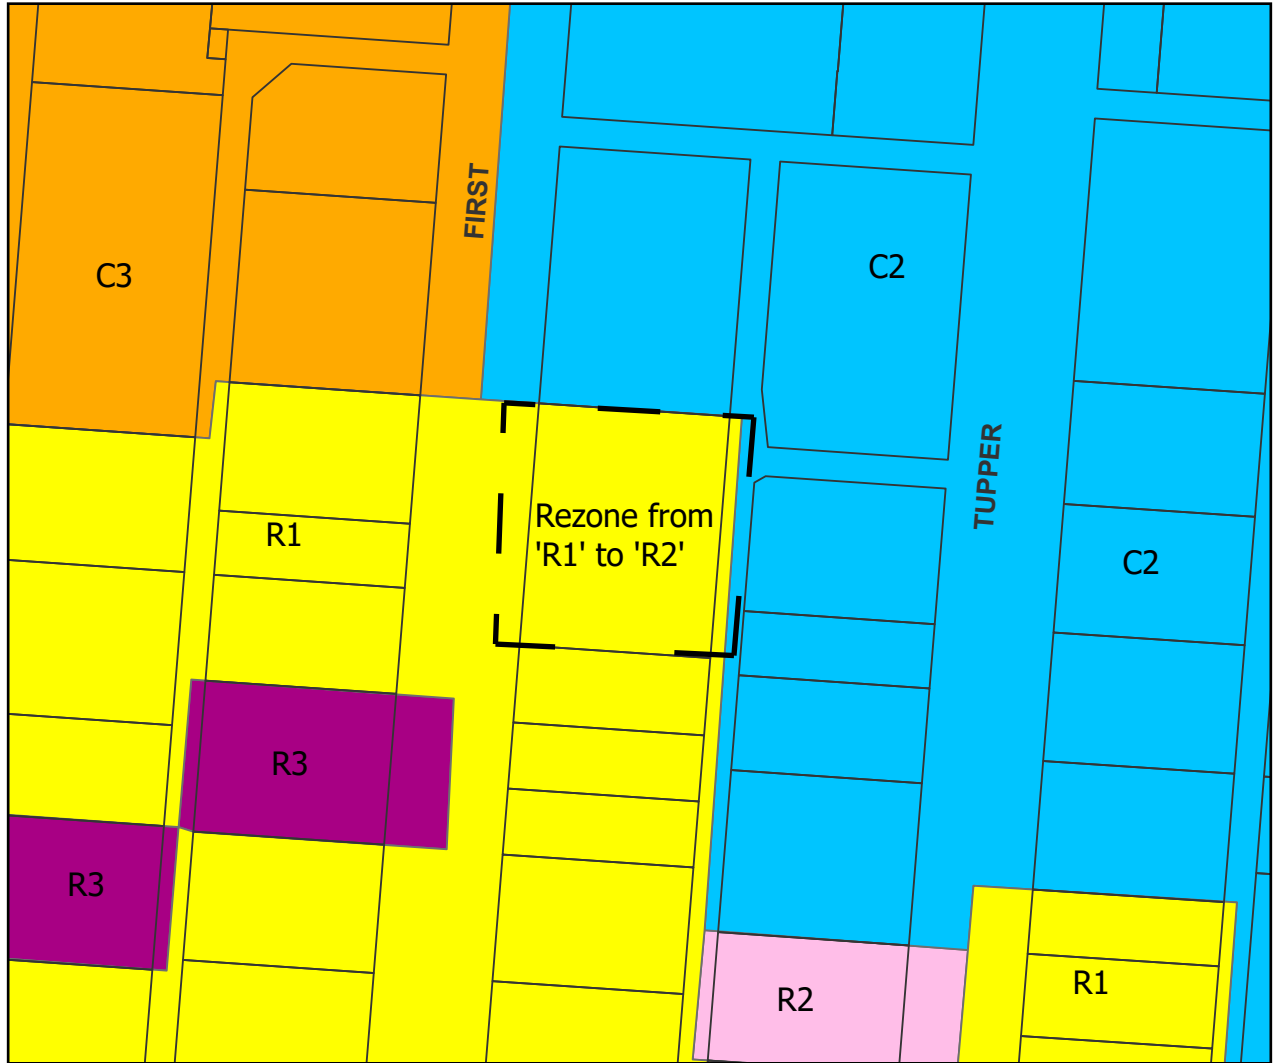 FIRST
C3
C2
TUPPER
Rezone from
'R1' to 'R2'
R1
C2
R3
R3
R2
R1